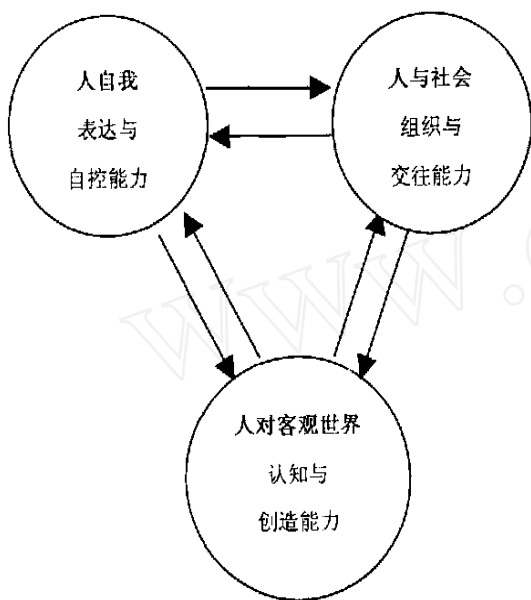 人自我
表达与
自控能力
人与社会
组织与
交往能力
人对客观世界
认知与
创造能力
www.